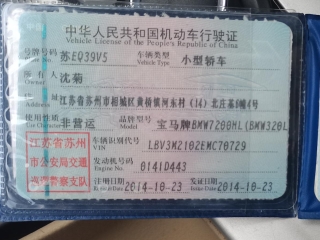 中华人民共和国机动车行驶证
Vehicle License of the People's Republic of China
号牌号码 苏EQ39V5 车辆类型 小型轿车
Plate No. Vehicle Type
所有人 沈菊
Owner
住址 江苏省苏州市相城区黄桥镇河东村(14)北庄基8幢4号
Address
使用性质 非营运 品牌型号 宝马牌BMW7200HL(BMW320L
Use Character Model
江苏省苏州 车辆识别代号 LBV3M2102EMC70729
VIN
市公安局交通 发动机号码 0141D443
Engine No.
巡逻警察支队 注册日期 2014-10-23 发证日期 2014-10-23
Register Date Issue Date